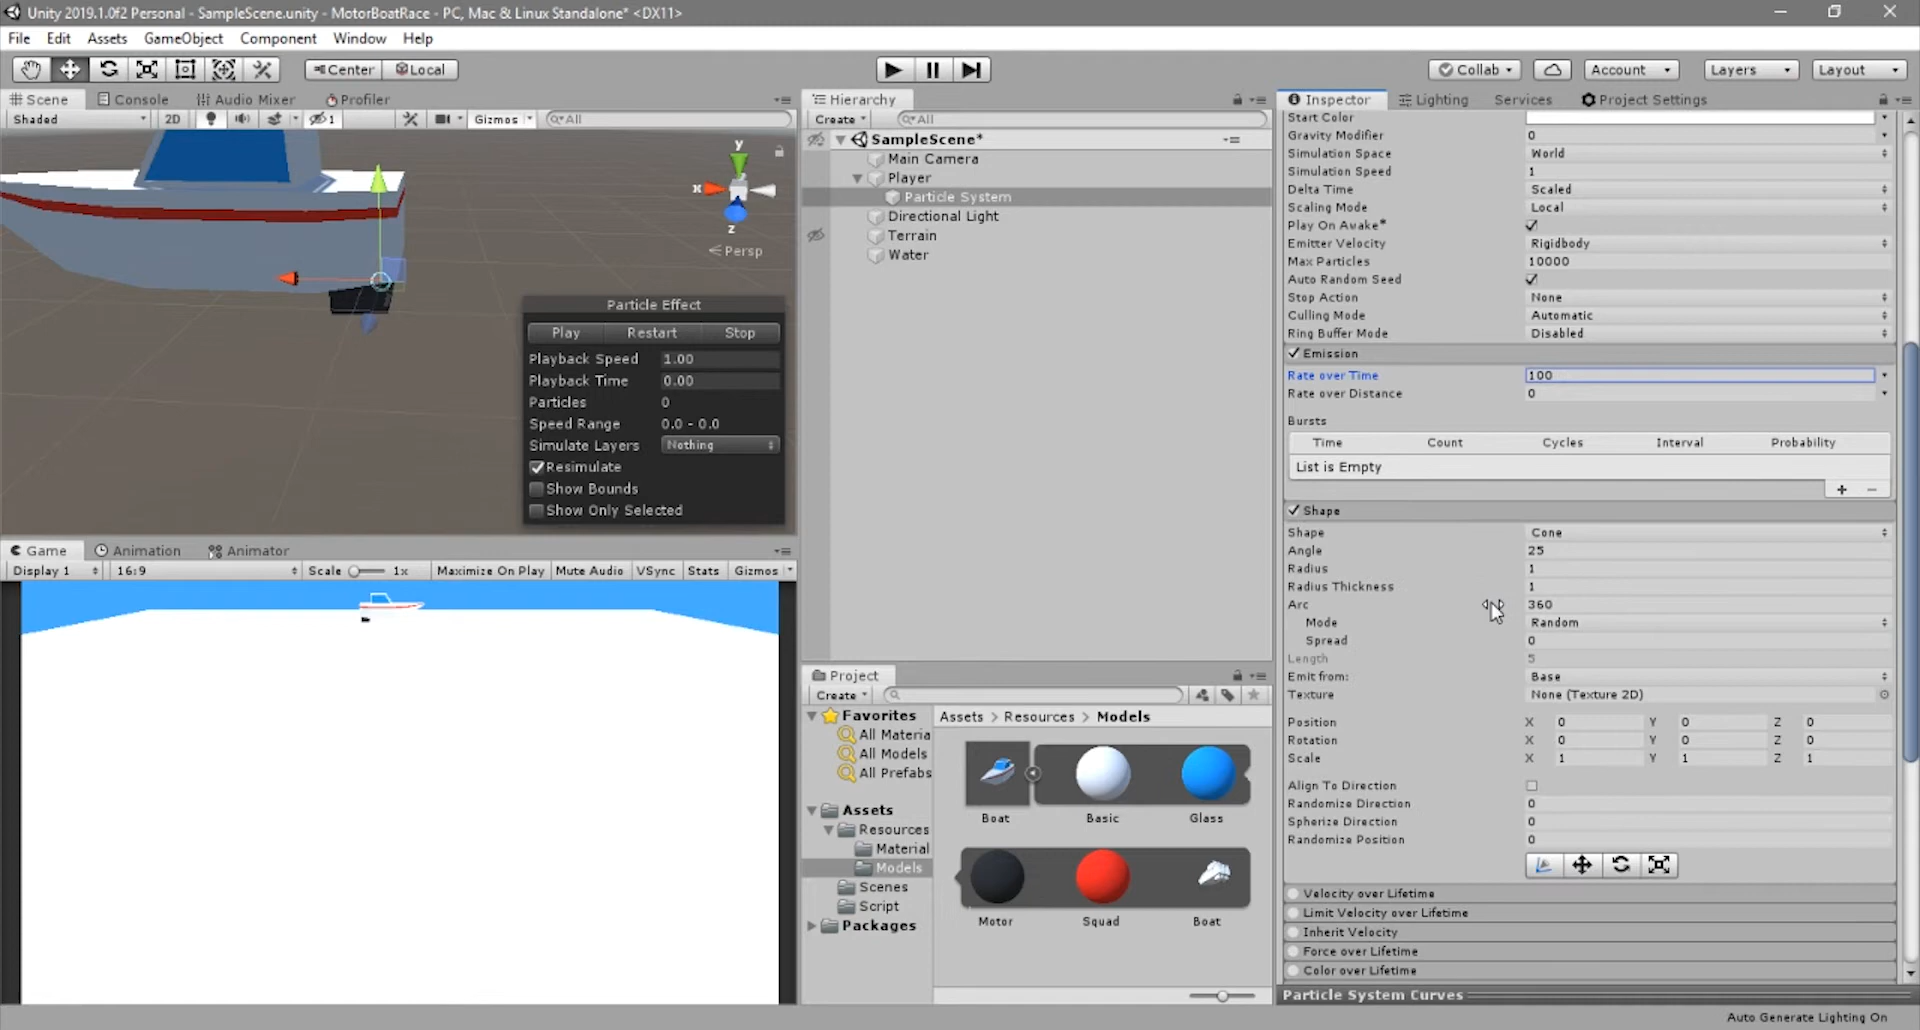 Unity 2019.1.0f2 Personal - SampleScene.unity - MotorBoatRace - PC, Mac & Linux Standalone* <DX11>
File Edit Assets GameObject Component Window Help
Center Local Collab Account Layers Layout
Scene Console Audio Mixer Profiler
Shaded 2D 1 Gizmos All
y
x
z
Persp
Particle Effect
Play Restart Stop
Playback Speed 1.00
Playback Time 0.00
Particles 0
Speed Range 0.0 - 0.0
Simulate Layers Nothing
Resimulate
Show Bounds
Show Only Selected
Game Animation Animator
Display 1 16:9 Scale 1x Maximize On Play Mute Audio VSync Stats Gizmos
Hierarchy
Create All
SampleScene*
Main Camera
Player
Particle System
Directional Light
Terrain
Water
Project
Create
Favorites
All Materia
All Models
All Prefabs
Assets
Resources
Material
Models
Scenes
Script
Packages
Assets > Resources > Models
Boat Basic Glass
Motor Squad Boat
Inspector Lighting Services Project Settings
Start Color
Gravity Modifier 0
Simulation Space World
Simulation Speed 1
Delta Time Scaled
Scaling Mode Local
Play On Awake*
Emitter Velocity Rigidbody
Max Particles 10000
Auto Random Seed
Stop Action None
Culling Mode Automatic
Ring Buffer Mode Disabled
Emission
Rate over Time 100
Rate over Distance 0
Bursts
Time Count Cycles Interval Probability
List is Empty
Shape
Shape Cone
Angle 25
Radius 1
Radius Thickness 1
Arc 360
Mode Random
Spread 0
Length 5
Emit from: Base
Texture None (Texture 2D)
Position X 0 Y 0 Z 0
Rotation X 0 Y 0 Z 0
Scale X 1 Y 1 Z 1
Align To Direction
Randomize Direction 0
Spherize Direction 0
Randomize Position 0
Velocity over Lifetime
Limit Velocity over Lifetime
Inherit Velocity
Force over Lifetime
Color over Lifetime
Particle System Curves
Auto Generate Lighting On